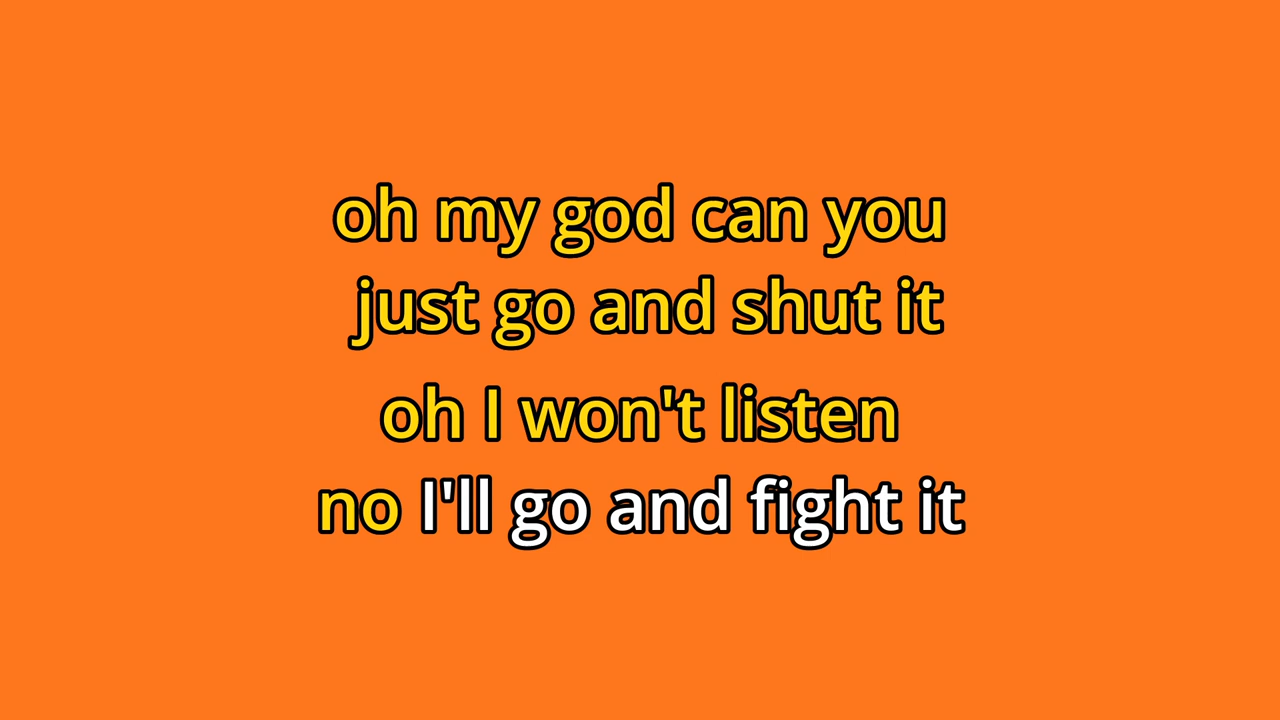 oh my god can you
just go and shut it
oh I won't listen
no I'll go and fight it